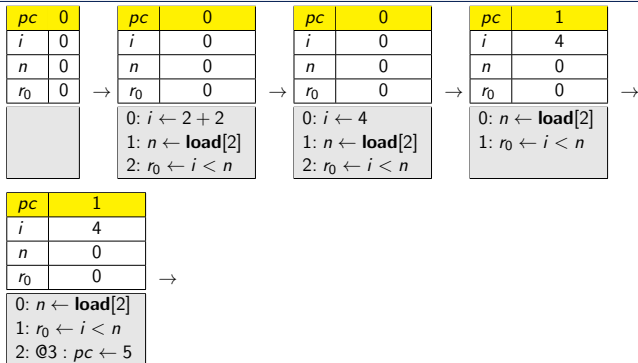 pc 0
i 0
n 0
r₀ 0
→
pc 0
i 0
n 0
r₀ 0
0: i ← 2 + 2
1: n ← load[2]
2: r₀ ← i < n
→
pc 0
i 0
n 0
r₀ 0
0: i ← 4
1: n ← load[2]
2: r₀ ← i < n
→
pc 1
i 4
n 0
r₀ 0
0: n ← load[2]
1: r₀ ← i < n
→
pc 1
i 4
n 0
r₀ 0
0: n ← load[2]
1: r₀ ← i < n
2: @3 : pc ← 5
→